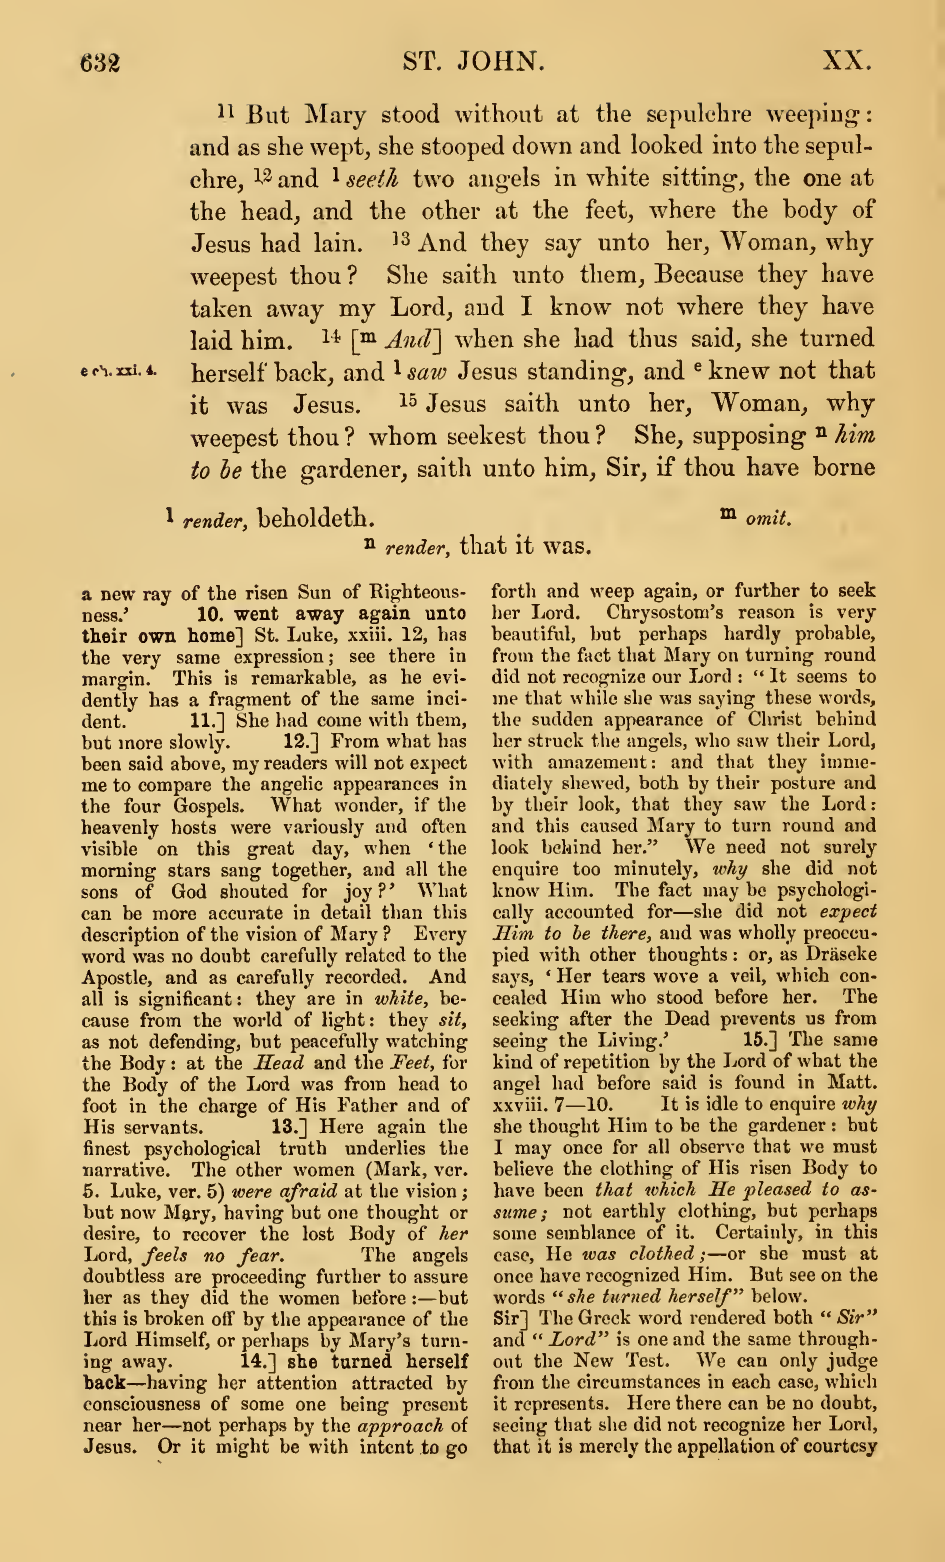 632 ST. JOHN. XX.
11 But Mary stood without at the sepulchre weeping :
and as she wept, she stooped down and looked into the sepul-
chre, 12 and 1 seeth two angels in white sitting, the one at
the head, and the other at the feet, where the body of
Jesus had lain. 13 And they say unto her, Woman, why
weepest thou ? She saith unto them, Because they have
taken away my Lord, and I know not where they have
laid him. 14 [m And] when she had thus said, she turned
e ch. xxi. 4. herself back, and 1 saw Jesus standing, and e knew not that
it was Jesus. 15 Jesus saith unto her, Woman, why
weepest thou ? whom seekest thou ? She, supposing n him
to be the gardener, saith unto him, Sir, if thou have borne
1 render, beholdeth. m omit.
n render, that it was.
a new ray of the risen Sun of Righteous-
ness.’ 10. went away again unto
their own home] St. Luke, xxiii. 12, has
the very same expression ; see there in
margin. This is remarkable, as he evi-
dently has a fragment of the same inci-
dent. 11.] She had come with them,
but more slowly. 12.] From what has
been said above, my readers will not expect
me to compare the angelic appearances in
the four Gospels. What wonder, if the
heavenly hosts were variously and often
visible on this great day, when ‘ the
morning stars sang together, and all the
sons of God shouted for joy ?’ What
can be more accurate in detail than this
description of the vision of Mary ? Every
word was no doubt carefully related to the
Apostle, and as carefully recorded. And
all is significant : they are in white, be-
cause from the world of light : they sit,
as not defending, but peacefully watching
the Body : at the Head and the Feet, for
the Body of the Lord was from head to
foot in the charge of His Father and of
His servants. 13.] Here again the
finest psychological truth underlies the
narrative. The other women (Mark, ver.
5. Luke, ver. 5) were afraid at the vision ;
but now Mary, having but one thought or
desire, to recover the lost Body of her
Lord, feels no fear. The angels
doubtless are proceeding further to assure
her as they did the women before :—but
this is broken off by the appearance of the
Lord Himself, or perhaps by Mary’s turn-
ing away. 14.] she turned herself
back—having her attention attracted by
consciousness of some one being present
near her—not perhaps by the approach of
Jesus. Or it might be with intent to go
forth and weep again, or further to seek
her Lord. Chrysostom’s reason is very
beautiful, but perhaps hardly probable,
from the fact that Mary on turning round
did not recognize our Lord : “ It seems to
me that while she was saying these words,
the sudden appearance of Christ behind
her struck the angels, who saw their Lord,
with amazement : and that they imme-
diately shewed, both by their posture and
by their look, that they saw the Lord :
and this caused Mary to turn round and
look behind her.” We need not surely
enquire too minutely, why she did not
know Him. The fact may be psychologi-
cally accounted for—she did not expect
Him to be there, and was wholly preoccu-
pied with other thoughts : or, as Dräseke
says, ‘ Her tears wove a veil, which con-
cealed Him who stood before her. The
seeking after the Dead prevents us from
seeing the Living.’ 15.] The same
kind of repetition by the Lord of what the
angel had before said is found in Matt.
xxviii. 7—10. It is idle to enquire why
she thought Him to be the gardener : but
I may once for all observe that we must
believe the clothing of His risen Body to
have been that which He pleased to as-
sume ; not earthly clothing, but perhaps
some semblance of it. Certainly, in this
case, He was clothed ;—or she must at
once have recognized Him. But see on the
words “ she turned herself” below.
Sir] The Greek word rendered both “ Sir”
and “ Lord” is one and the same through-
out the New Test. We can only judge
from the circumstances in each case, which
it represents. Here there can be no doubt,
seeing that she did not recognize her Lord,
that it is merely the appellation of courtesy